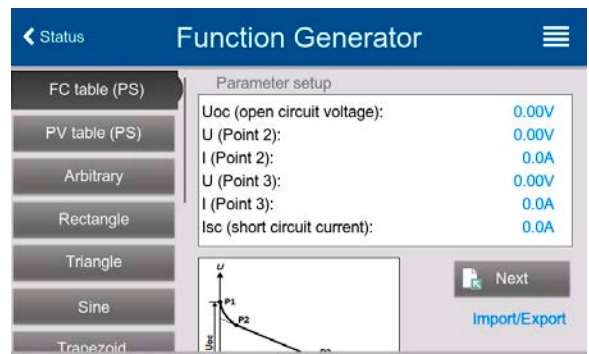 Status
Function Generator
FC table (PS)
PV table (PS)
Arbitrary
Rectangle
Triangle
Sine
Trapezoid
Parameter setup
Uoc (open circuit voltage): 0.00V
U (Point 2): 0.00V
I (Point 2): 0.0A
U (Point 3): 0.00V
I (Point 3): 0.0A
Isc (short circuit current): 0.0A
U
P1
P2
Uoc
Next
Import/Export